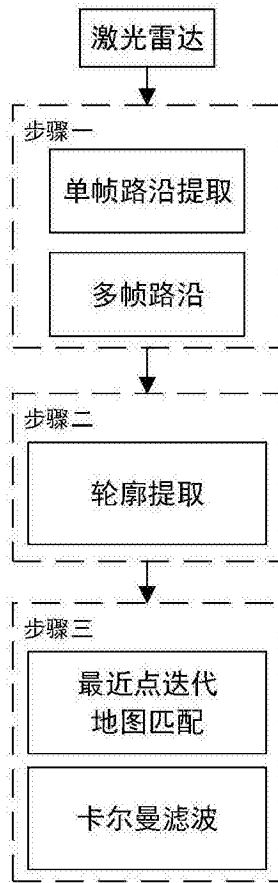 激光雷达
步骤一
单帧路沿提取
多帧路沿
步骤二
轮廓提取
步骤三
最近点迭代
地图匹配
卡尔曼滤波